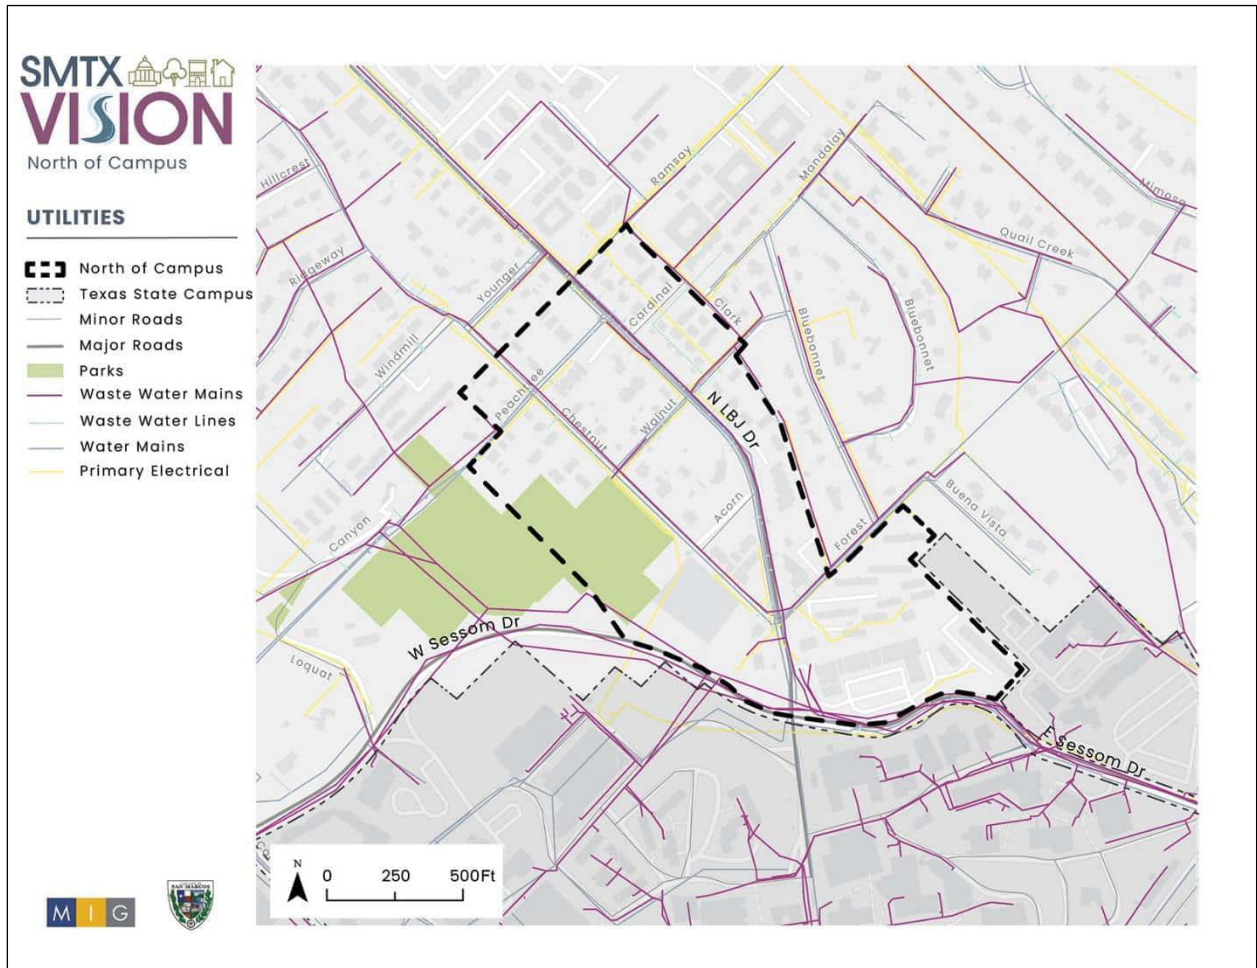 SMTX
VISION
North of Campus
UTILITIES
North of Campus
Texas State Campus
Minor Roads
Major Roads
Parks
Waste Water Mains
Waste Water Lines
Water Mains
Primary Electrical
Hillcrest
Ridgeway
Windmill
Younger
Ramsay
Mandalay
Mimosa
Quail Creek
Cardinal
Clark
Bluebonnet
Bluebonnet
Peachtree
Chestnut
Walnut
N LBJ Dr
Acorn
Forest
Buena Vista
Canyon
W Sessom Dr
Loquat
E Sessom Dr
N
0 250 500Ft
M I G
SAN MARCOS